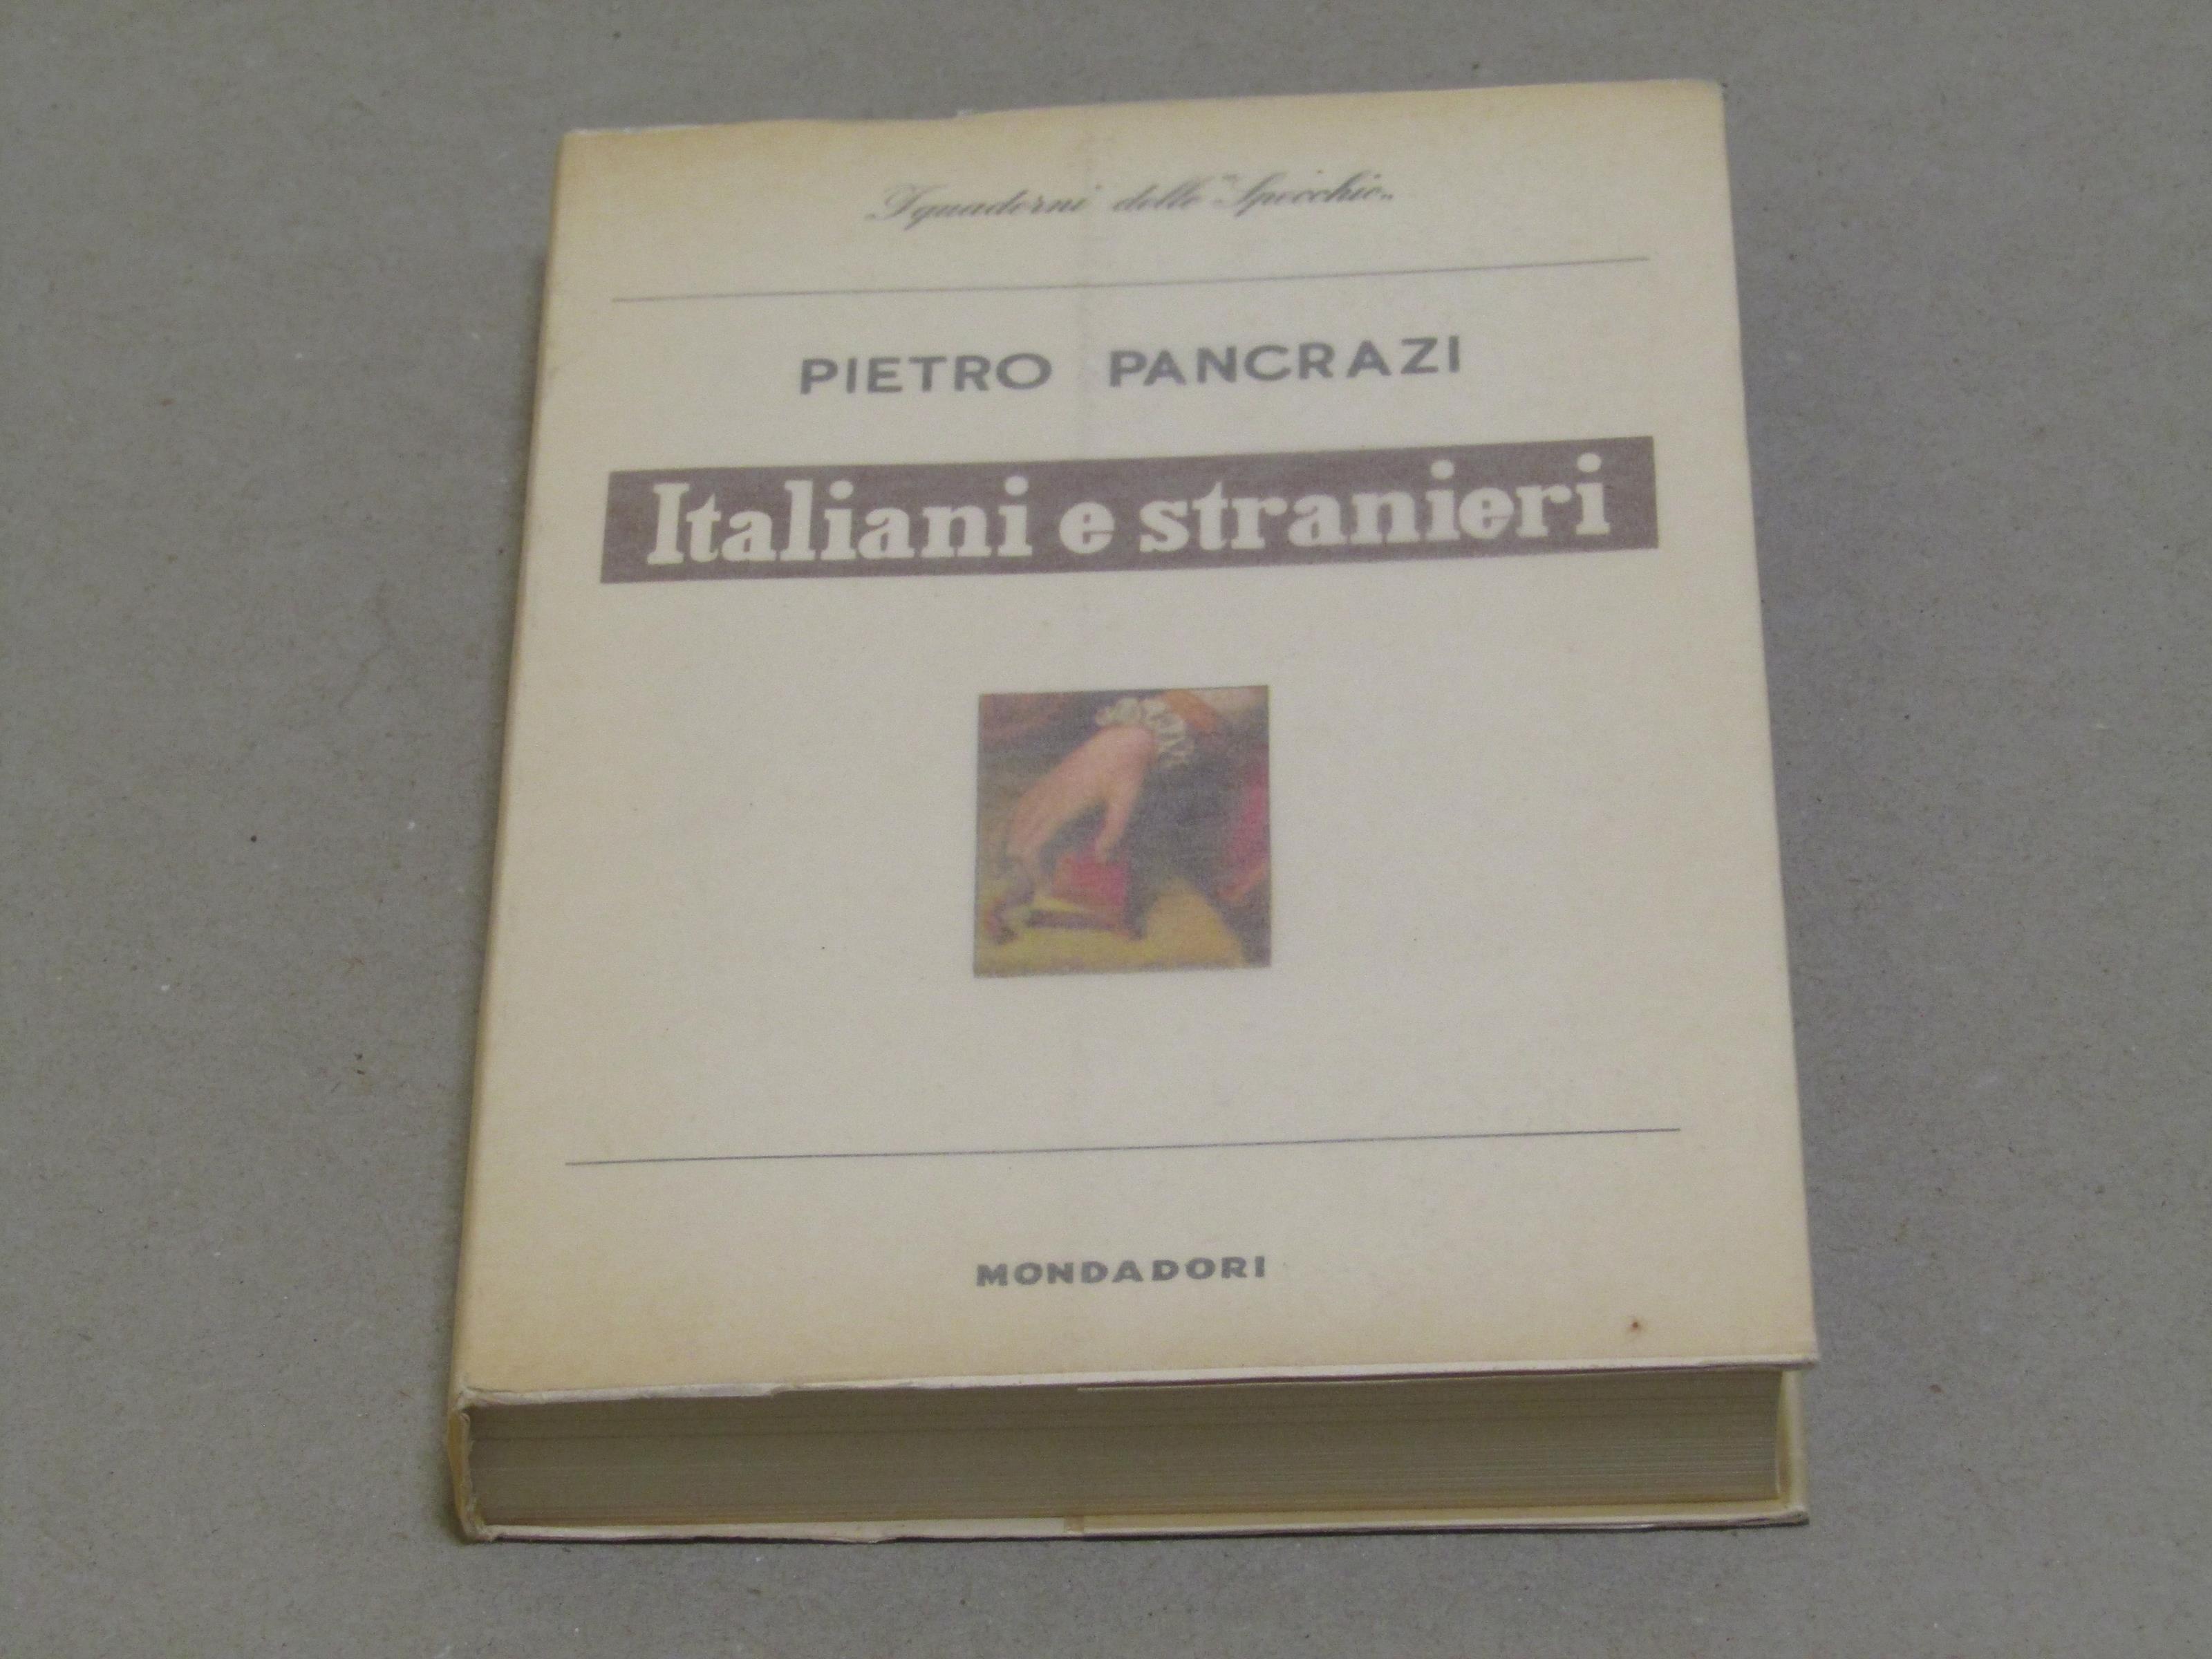 I quaderni dello "Specchio"
PIETRO PANCRAZI
Italiani e stranieri
MONDADORI